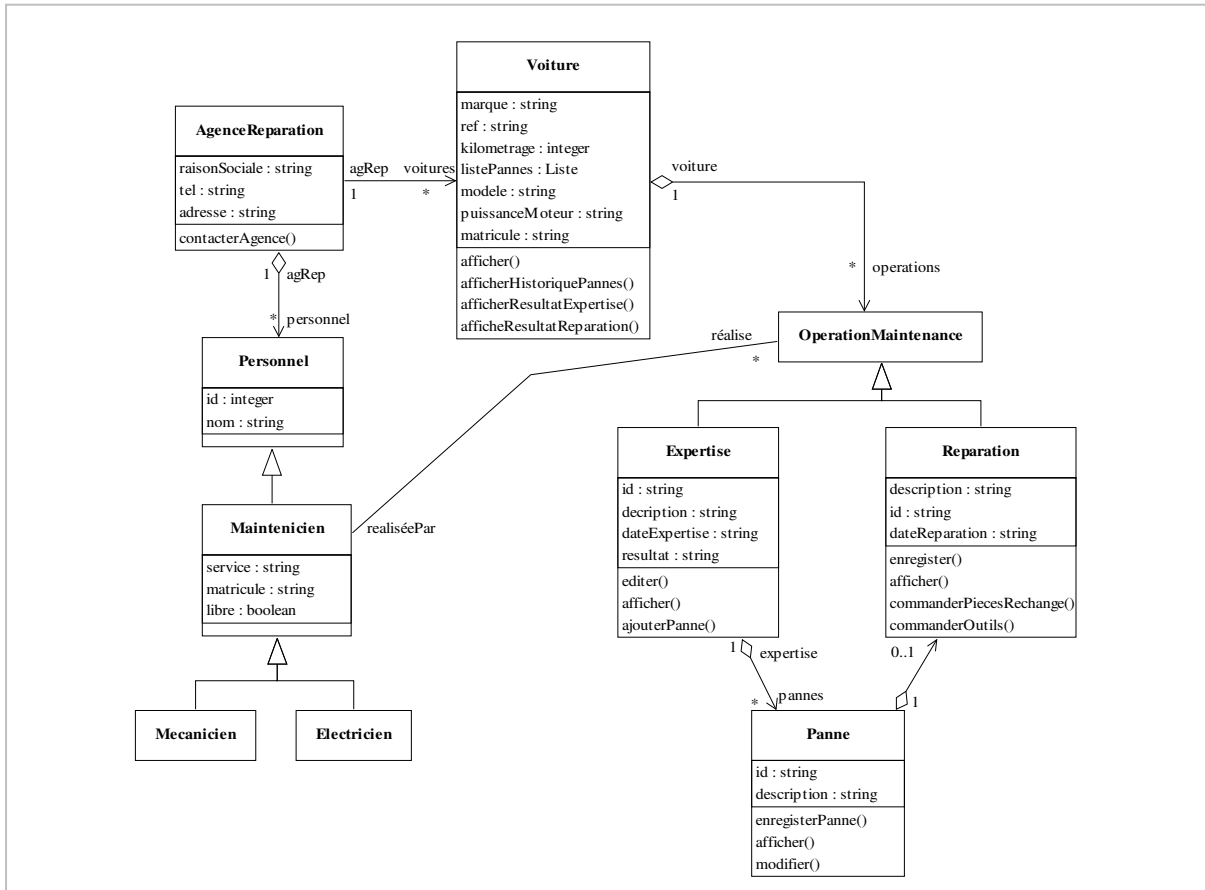 Voiture
marque : string
ref : string
kilometrage : integer
listePannes : Liste
modele : string
puissanceMoteur : string
matricule : string
afficher()
afficherHistoriquePannes()
afficherResultatExpertise()
afficheResultatReparation()
AgenceReparation
raisonSociale : string
tel : string
adresse : string
contacterAgence()
agRep voitures
1 *
voiture
1
* operations
1 agRep
* personnel
Personnel
id : integer
nom : string
OperationMaintenance
réalise
*
Maintenicien
service : string
matricule : string
libre : boolean
realiséePar
Mecanicien
Electricien
Expertise
id : string
decription : string
dateExpertise : string
resultat : string
editer()
afficher()
ajouterPanne()
Reparation
description : string
id : string
dateReparation : string
enregister()
afficher()
commanderPiecesRechange()
commanderOutils()
1 expertise
* pannes
0..1
1
Panne
id : string
description : string
enregisterPanne()
afficher()
modifier()